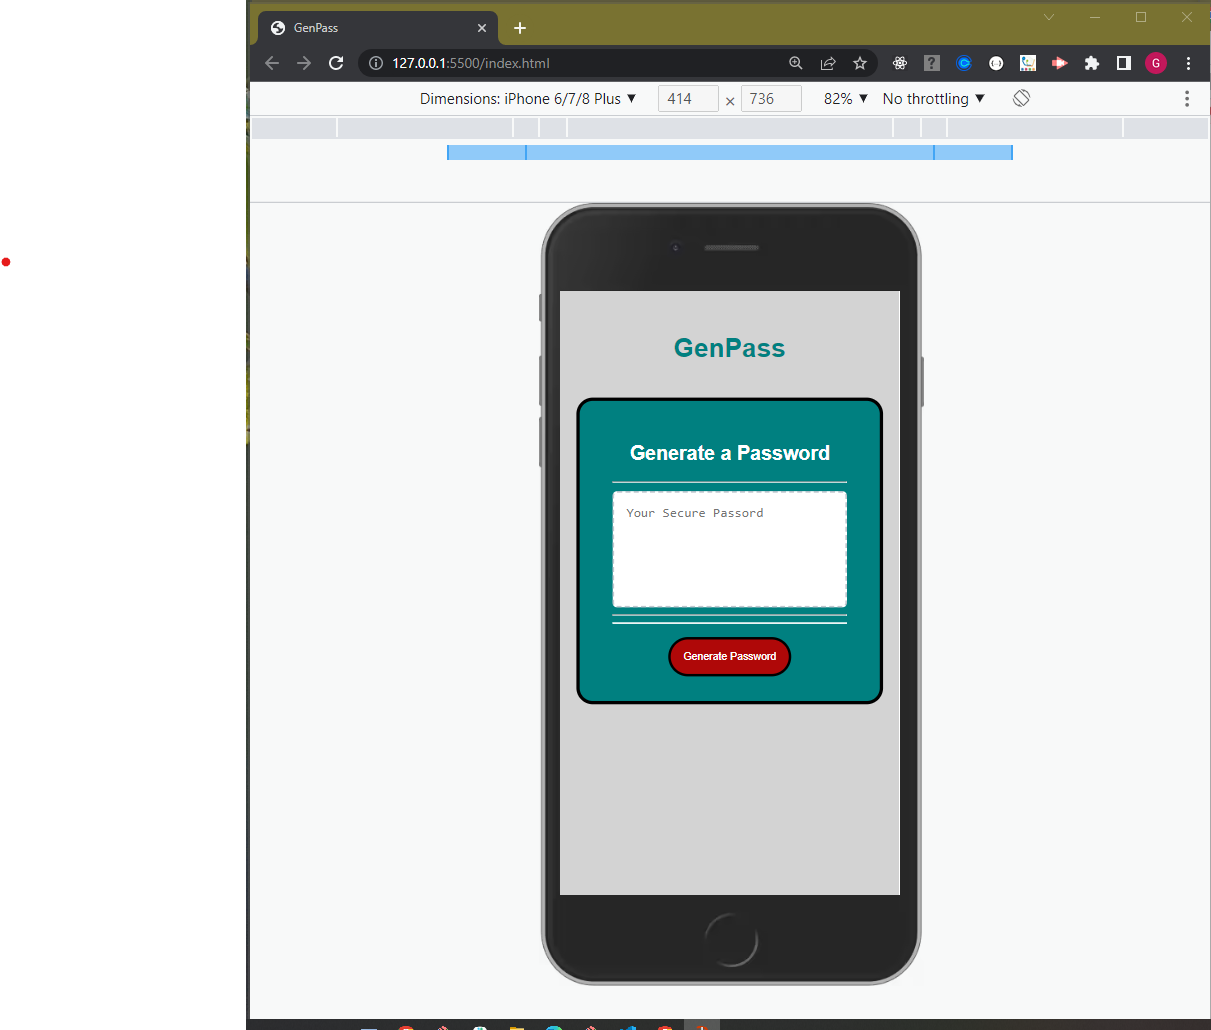 GenPass
127.0.0.1:5500/index.html
G
Dimensions: iPhone 6/7/8 Plus ▼ 414 × 736 82% ▼ No throttling ▼
GenPass
Generate a Password
Your Secure Passord
Generate Password